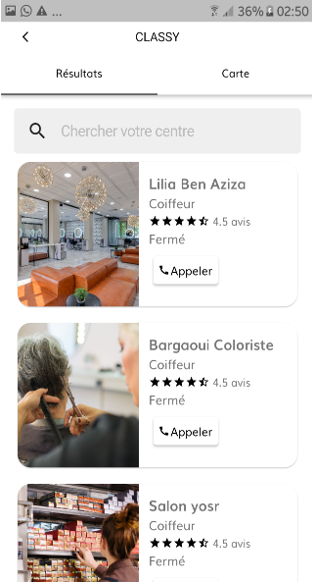 ... 36% 02:50
CLASSY
Résultats Carte
Chercher votre centre
Lilia Ben Aziza
Coiffeur
4.5 avis
Fermé
Appeler
Bargaoui Coloriste
Coiffeur
4.5 avis
Fermé
Appeler
Salon yosr
Coiffeur
4.5 avis
Fermé